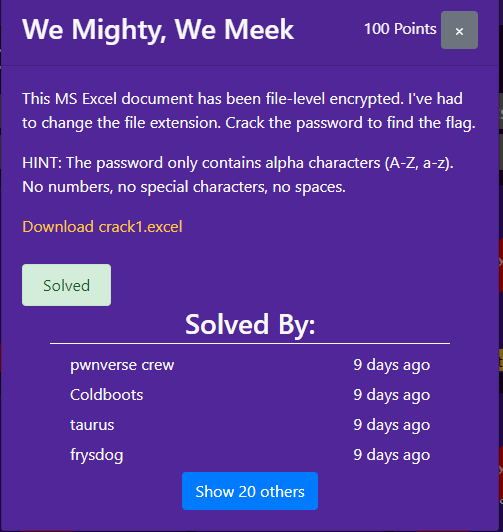 We Mighty, We Meek
100 Points ×
This MS Excel document has been file-level encrypted. I've had
to change the file extension. Crack the password to find the flag.
HINT: The password only contains alpha characters (A-Z, a-z).
No numbers, no special characters, no spaces.
Download crack1.excel
Solved
Solved By:
pwnverse crew 9 days ago
Coldboots 9 days ago
taurus 9 days ago
frysdog 9 days ago
Show 20 others